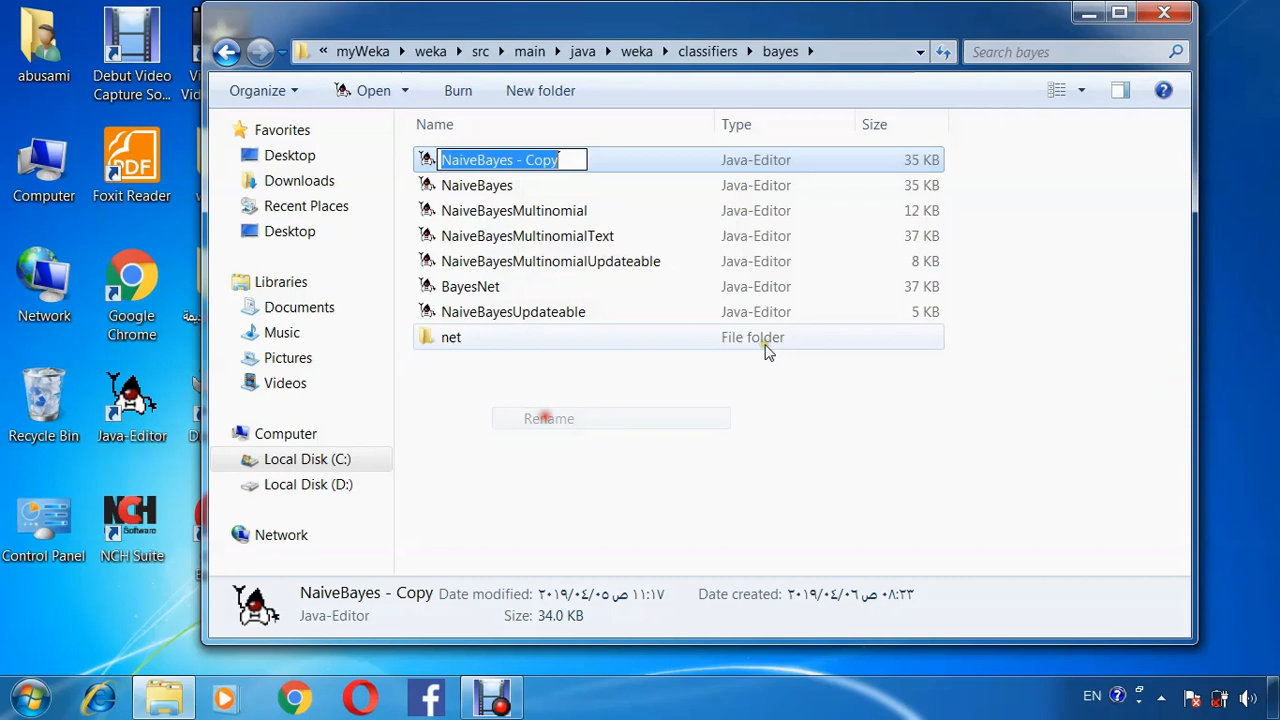 abusami
Debut Video
Capture So...
Computer
Foxit Reader
PDF
Network
Google
Chrome
Recycle Bin
Java-Editor
Control Panel
NCH
Software
NCH Suite
« myWeka weka src main java weka classifiers bayes
Search bayes
Organize Open Burn New folder
Favorites
Desktop
Downloads
Recent Places
Desktop
Libraries
Documents
Music
Pictures
Videos
Computer
Local Disk (C:)
Local Disk (D:)
Network
Name Type Size
NaiveBayes - Copy Java-Editor 35 KB
NaiveBayes Java-Editor 35 KB
NaiveBayesMultinomial Java-Editor 12 KB
NaiveBayesMultinomialText Java-Editor 37 KB
NaiveBayesMultinomialUpdateable Java-Editor 8 KB
BayesNet Java-Editor 37 KB
NaiveBayesUpdateable Java-Editor 5 KB
net File folder
Rename
NaiveBayes - Copy Date modified: ٢٠١٩/٠٤/٠٥ ص ١١:١٧ Date created: ٢٠١٩/٠٤/٠٦ ص ٠٨:٢٣
Java-Editor Size: 34.0 KB
EN